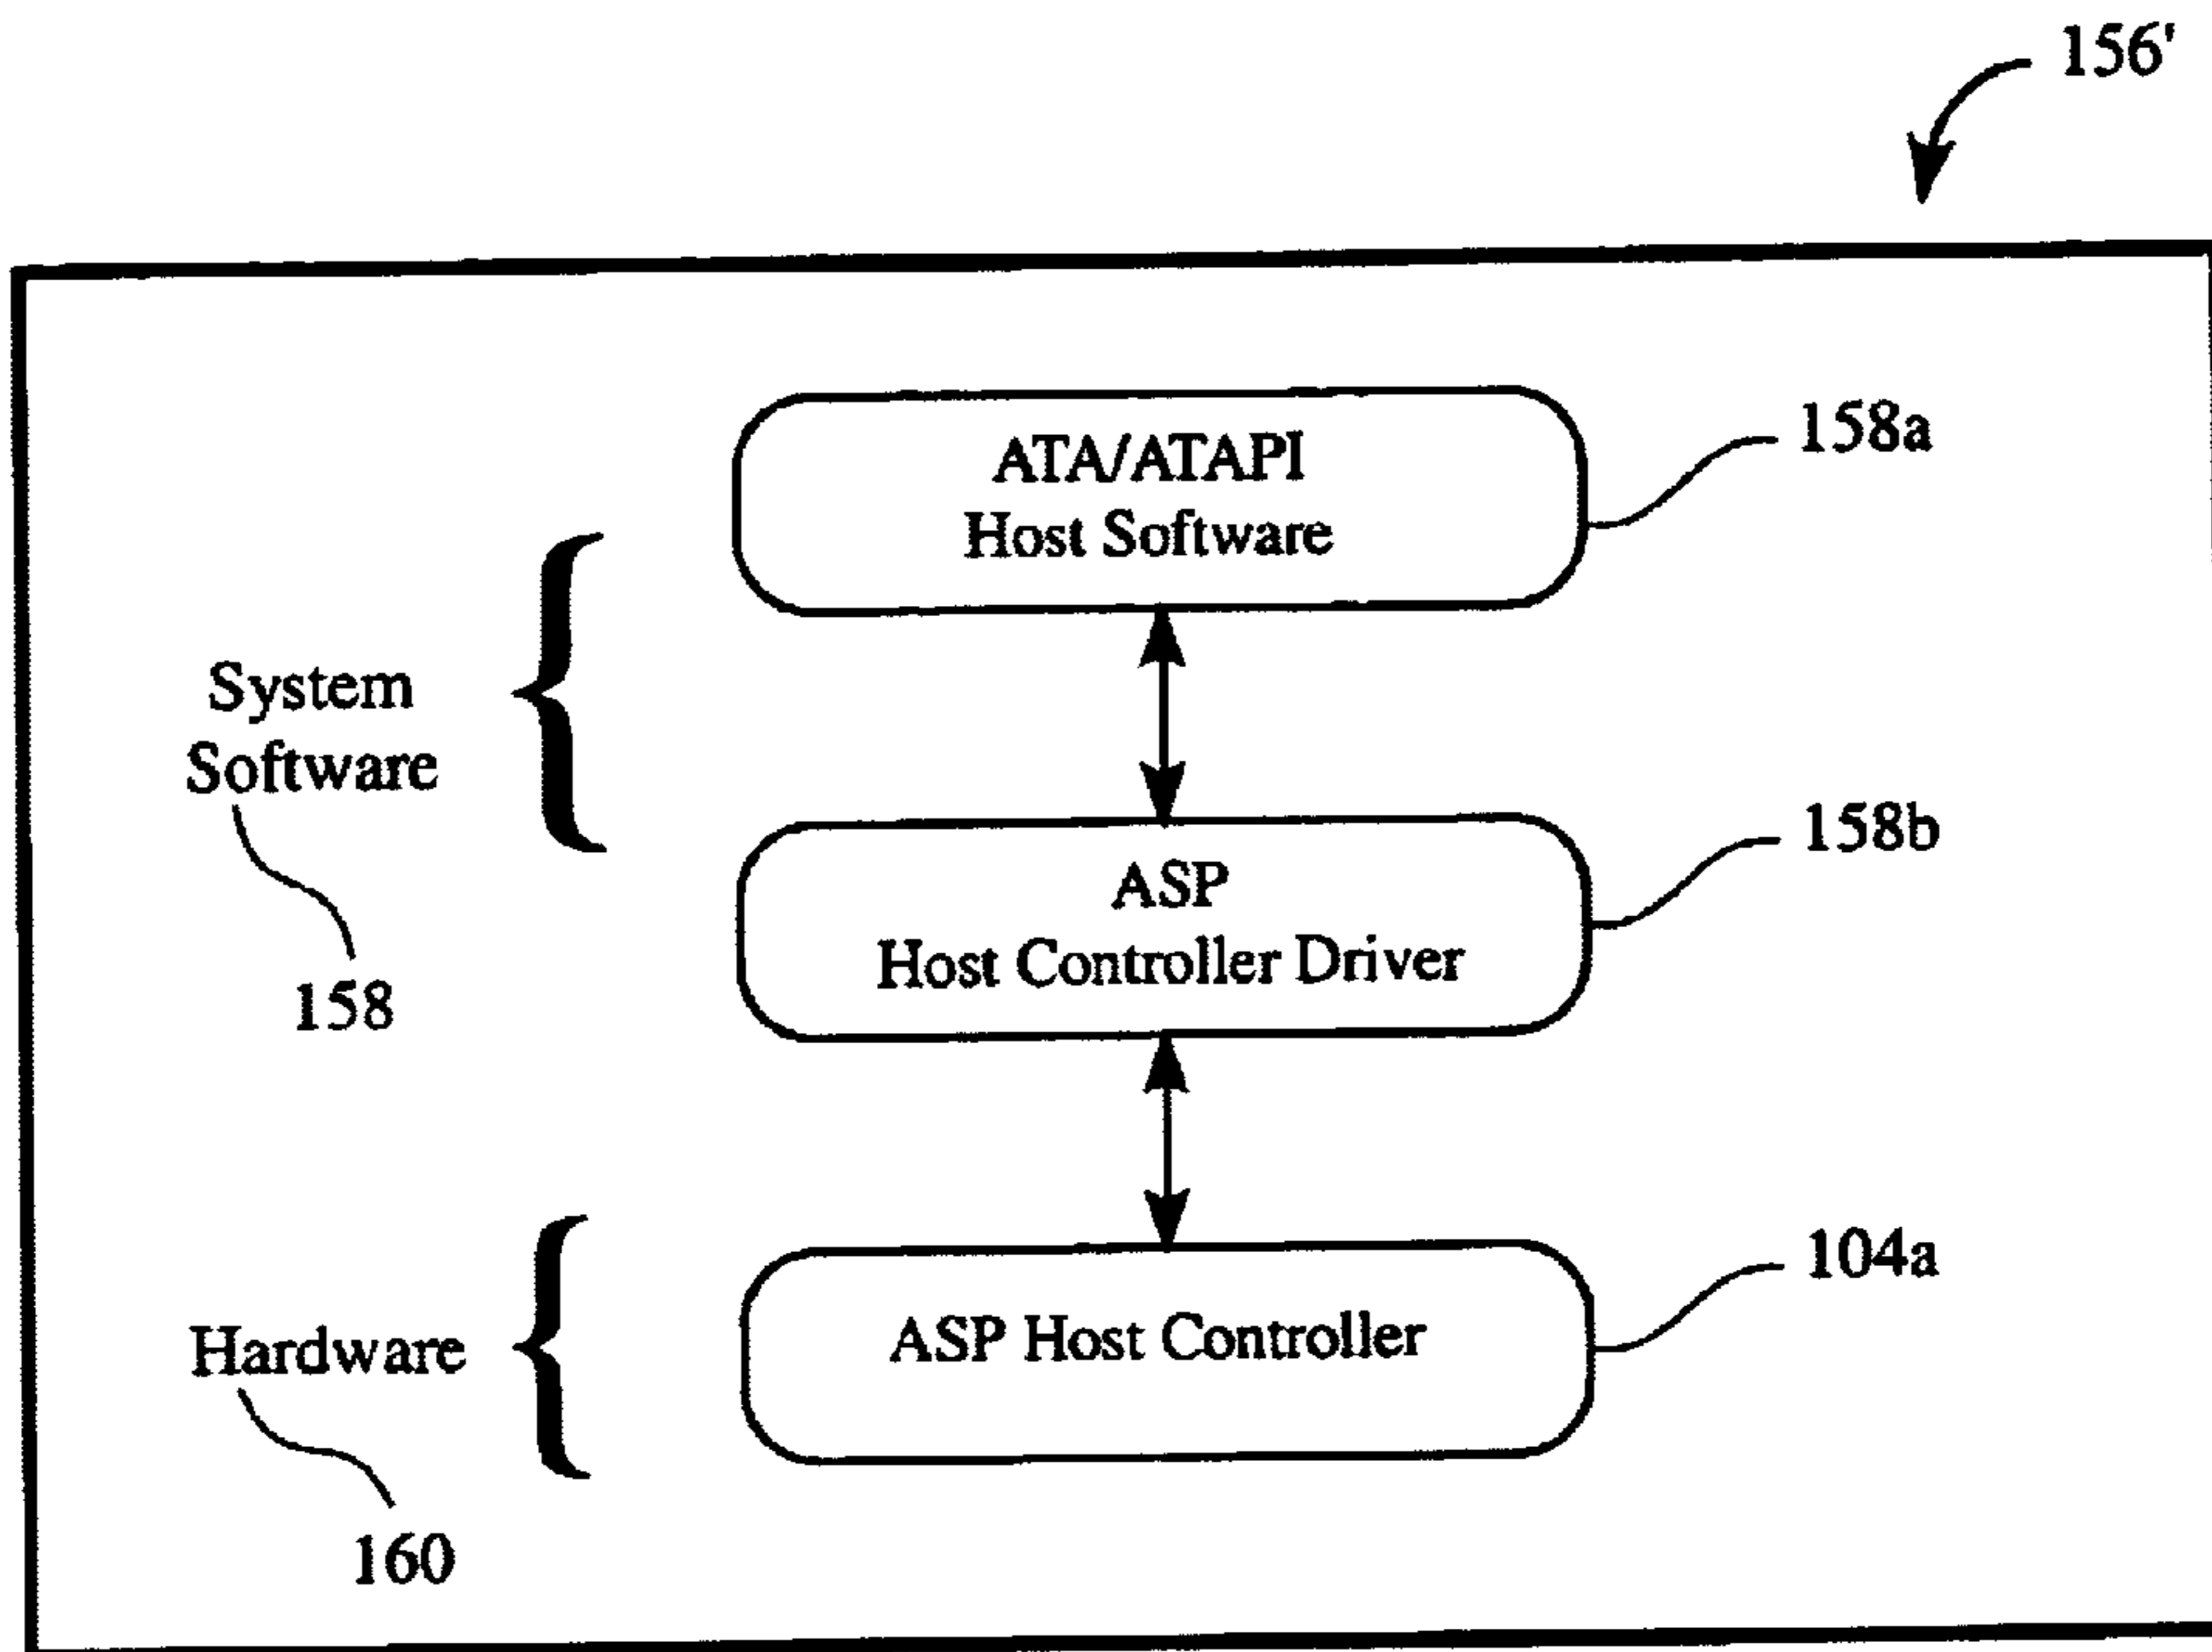 156'
ATA/ATAPI
Host Software
158a
System
Software
158
ASP
Host Controller Driver
158b
Hardware
160
ASP Host Controller
104a